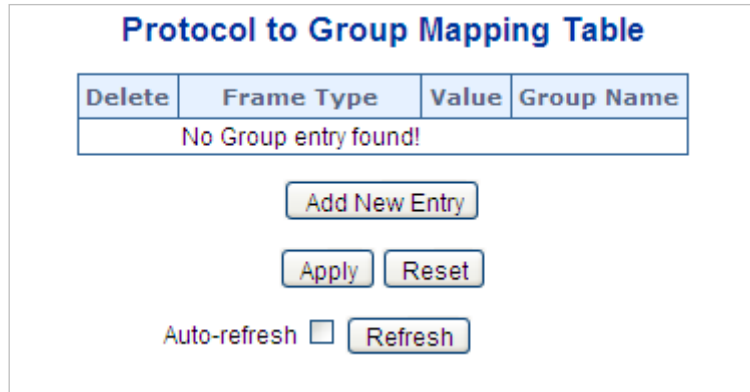 Protocol to Group Mapping Table
Delete Frame Type Value Group Name
No Group entry found!
Add New Entry
Apply Reset
Auto-refresh Refresh